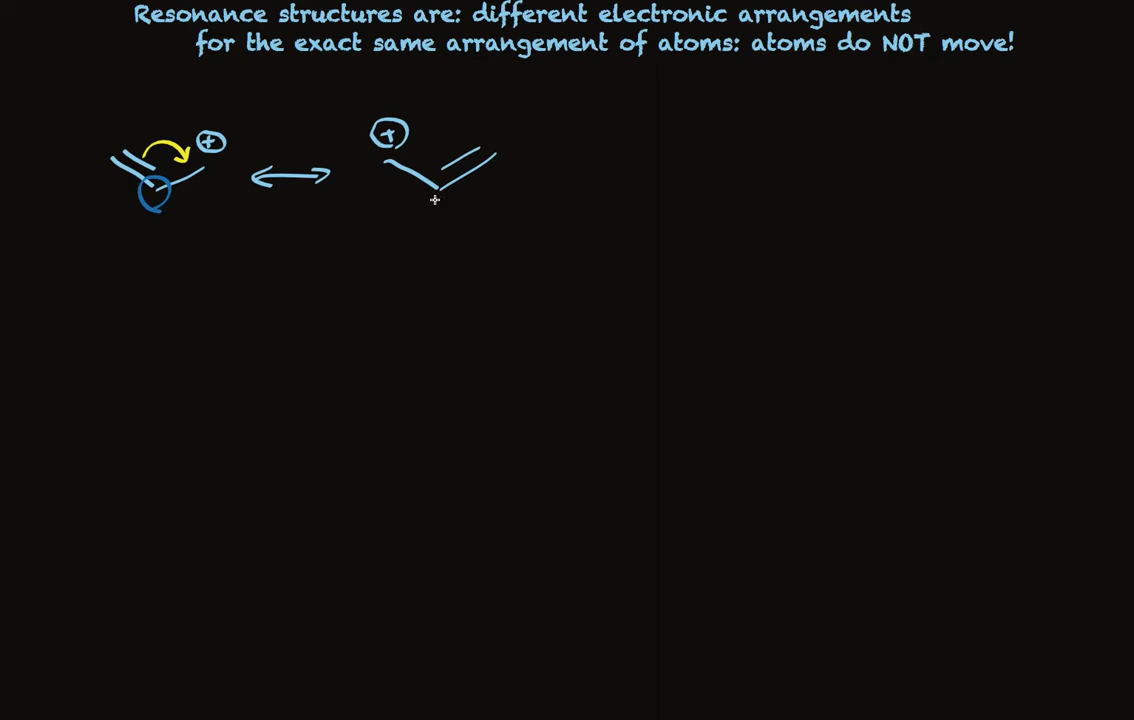 Resonance structures are: different electronic arrangements
for the exact same arrangement of atoms: atoms do NOT move!
+
+